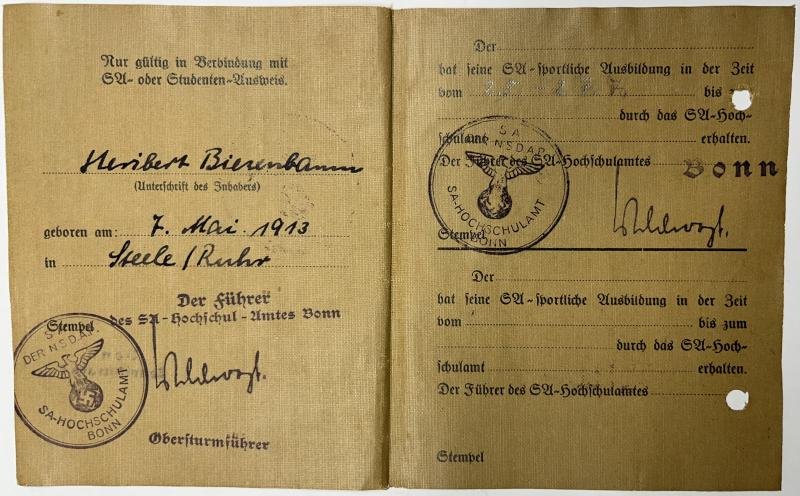 Nur gültig in Verbindung mit
SA- oder Studenten-Ausweis.
Heribert Biesenbaum
(Unterschrift des Inhabers)
geboren am: 7. Mai 1913
in Steele/Ruhr
Der Führer
des SA-Hochschul-Amtes Bonn
Stempel
SA
DER N.S.D.A.P.
SA-HOCHSCHULAMT
BONN
Obersturmführer
Der
hat seine SA-sportliche Ausbildung in der Zeit
vom bis
durch das SA-Hoch-
schulamt erhalten.
Der Führer des SA-Hochschulamtes Bonn
SA
DER N.S.D.A.P.
SA-HOCHSCHULAMT
BONN
Stempel
Der
hat seine SA-sportliche Ausbildung in der Zeit
vom bis zum
durch das SA-Hoch-
schulamt erhalten.
Der Führer des SA-Hochschulamtes
Stempel